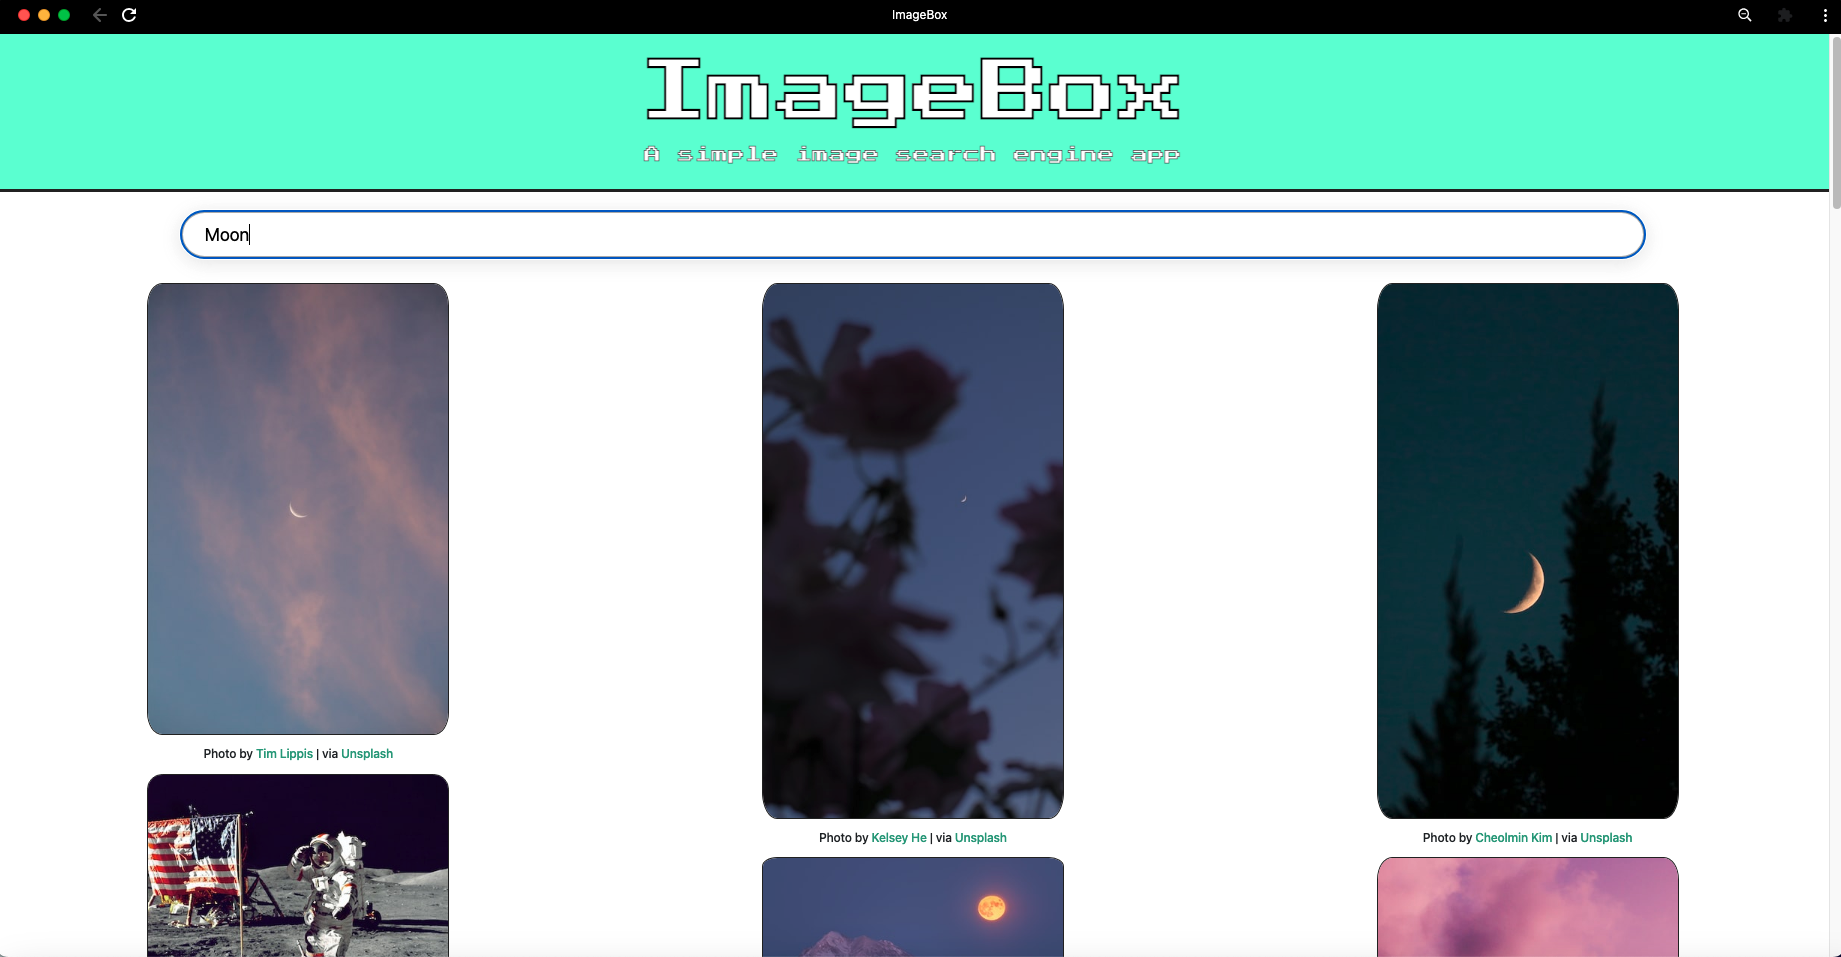 ImageBox
ImageBox
A simple image search engine app
Moon
Photo by Tim Lippis | via Unsplash
Photo by Kelsey He | via Unsplash
Photo by Cheolmin Kim | via Unsplash